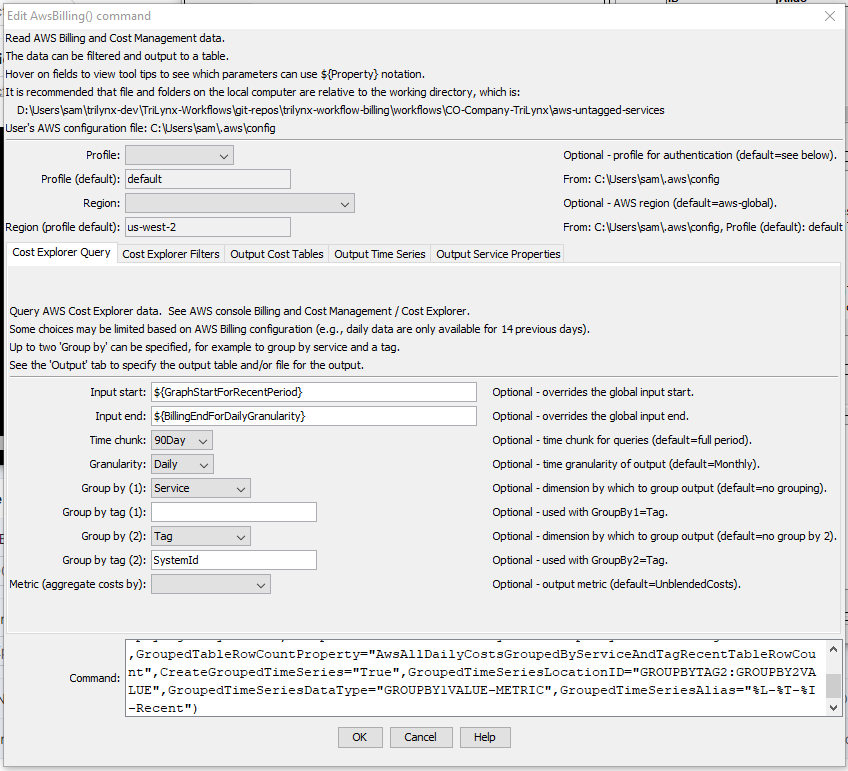 Edit AwsBilling() command
Read AWS Billing and Cost Management data.
The data can be filtered and output to a table.
Hover on fields to view tool tips to see which parameters can use ${Property} notation.
It is recommended that file and folders on the local computer are relative to the working directory, which is:
D:\Users\sam\trilynx-dev\TriLynx-Workflows\git-repos\trilynx-workflow-billing\workflows\CO-Company-TriLynx\aws-untagged-services
User's AWS configuration file: C:\Users\sam\.aws\config
Profile: Optional - profile for authentication (default=see below).
Profile (default): default From: C:\Users\sam\.aws\config
Region: Optional - AWS region (default=aws-global).
Region (profile default): us-west-2 From: C:\Users\sam\.aws\config, Profile (default): default
Cost Explorer Query Cost Explorer Filters Output Cost Tables Output Time Series Output Service Properties
Query AWS Cost Explorer data. See AWS console Billing and Cost Management / Cost Explorer.
Some choices may be limited based on AWS Billing configuration (e.g., daily data are only available for 14 previous days).
Up to two 'Group by' can be specified, for example to group by service and a tag.
See the 'Output' tab to specify the output table and/or file for the output.
Input start: ${GraphStartForRecentPeriod} Optional - overrides the global input start.
Input end: ${BillingEndForDailyGranularity} Optional - overrides the global input end.
Time chunk: 90Day Optional - time chunk for queries (default=full period).
Granularity: Daily Optional - time granularity of output (default=Monthly).
Group by (1): Service Optional - dimension by which to group output (default=no grouping).
Group by tag (1): Optional - used with GroupBy1=Tag.
Group by (2): Tag Optional - dimension by which to group output (default=no group by 2).
Group by tag (2): SystemId Optional - used with GroupBy2=Tag.
Metric (aggregate costs by): Optional - output metric (default=UnblendedCosts).
Command:
,GroupedTableRowCountProperty="AwsAllDailyCostsGroupedByServiceAndTagRecentTableRowCou
nt",CreateGroupedTimeSeries="True",GroupedTimeSeriesLocationID="GROUPBYTAG2:GROUPBY2VA
LUE",GroupedTimeSeriesDataType="GROUPBY1VALUE-METRIC",GroupedTimeSeriesAlias="%L-%T-%I
-Recent")
OK Cancel Help